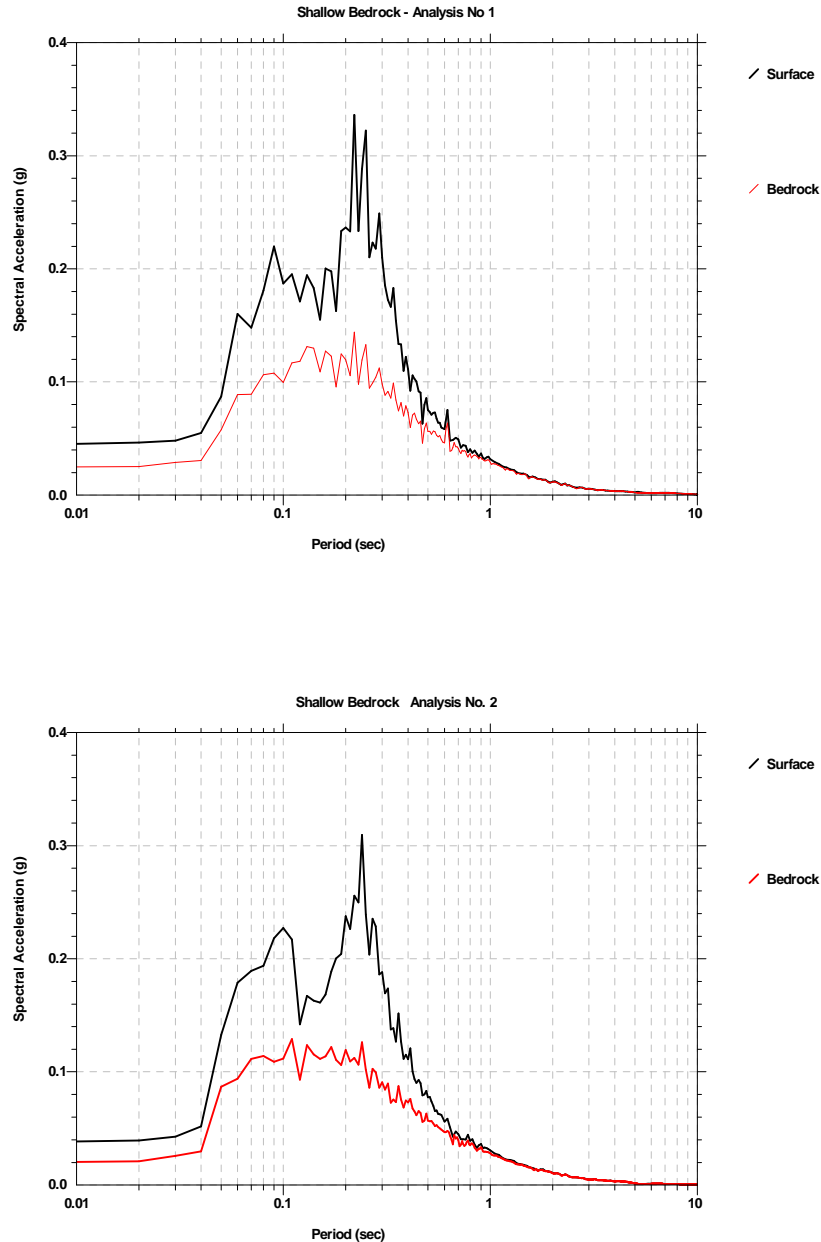 Shallow Bedrock - Analysis No 1
0.4
Surface
0.3
Bedrock
Spectral Acceleration (g)
0.2
0.1
0.0
0.01 0.1 1 10
Period (sec)
Shallow Bedrock Analysis No. 2
0.4
Surface
0.3
Bedrock
Spectral Acceleration (g)
0.2
0.1
0.0
0.01 0.1 1 10
Period (sec)